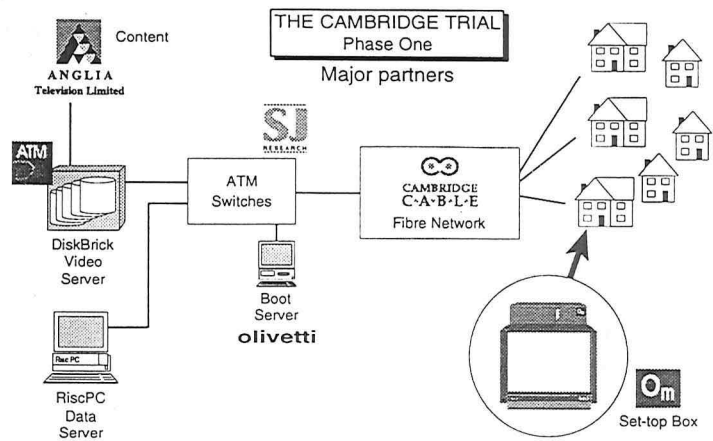 THE CAMBRIDGE TRIAL
Phase One
Major partners
Content
ANGLIA
Television Limited
ATM
DiskBrick
Video
Server
SJ
RESEARCH
ATM
Switches
Boot
Server
olivetti
CAMBRIDGE
C·A·B·L·E
Fibre Network
Risc PC
RiscPC
Data
Server
Om
Set-top Box